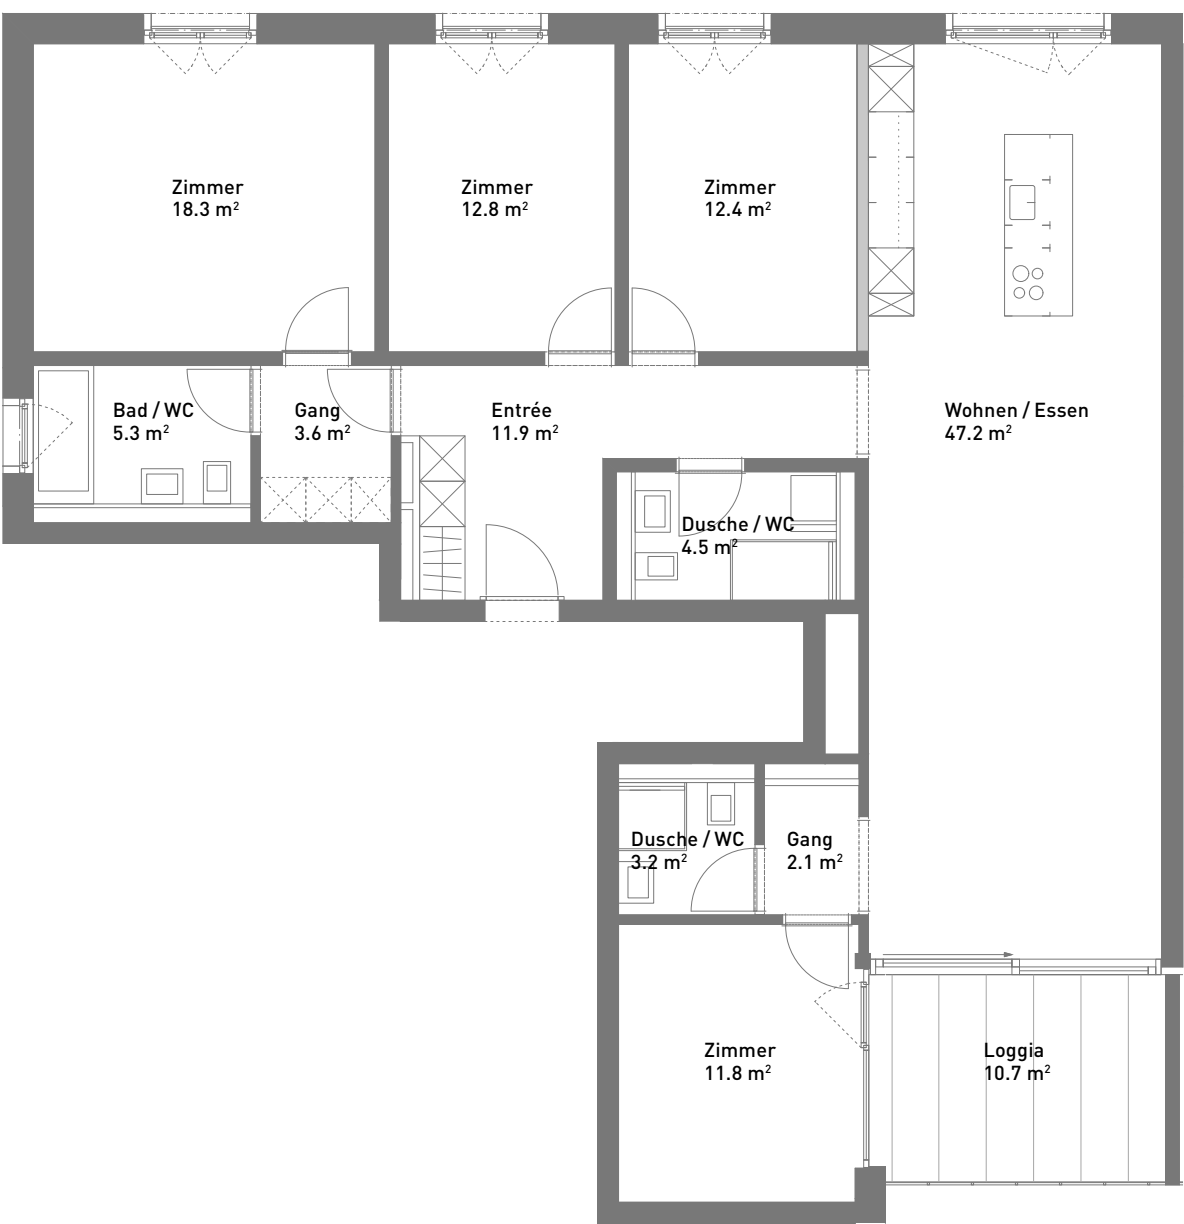 Zimmer
18.3 m²
Zimmer
12.8 m²
Zimmer
12.4 m²
Bad / WC
5.3 m²
Gang
3.6 m²
Entrée
11.9 m²
Wohnen / Essen
47.2 m²
Dusche / WC
4.5 m²
Dusche / WC
3.2 m²
Gang
2.1 m²
Zimmer
11.8 m²
Loggia
10.7 m²